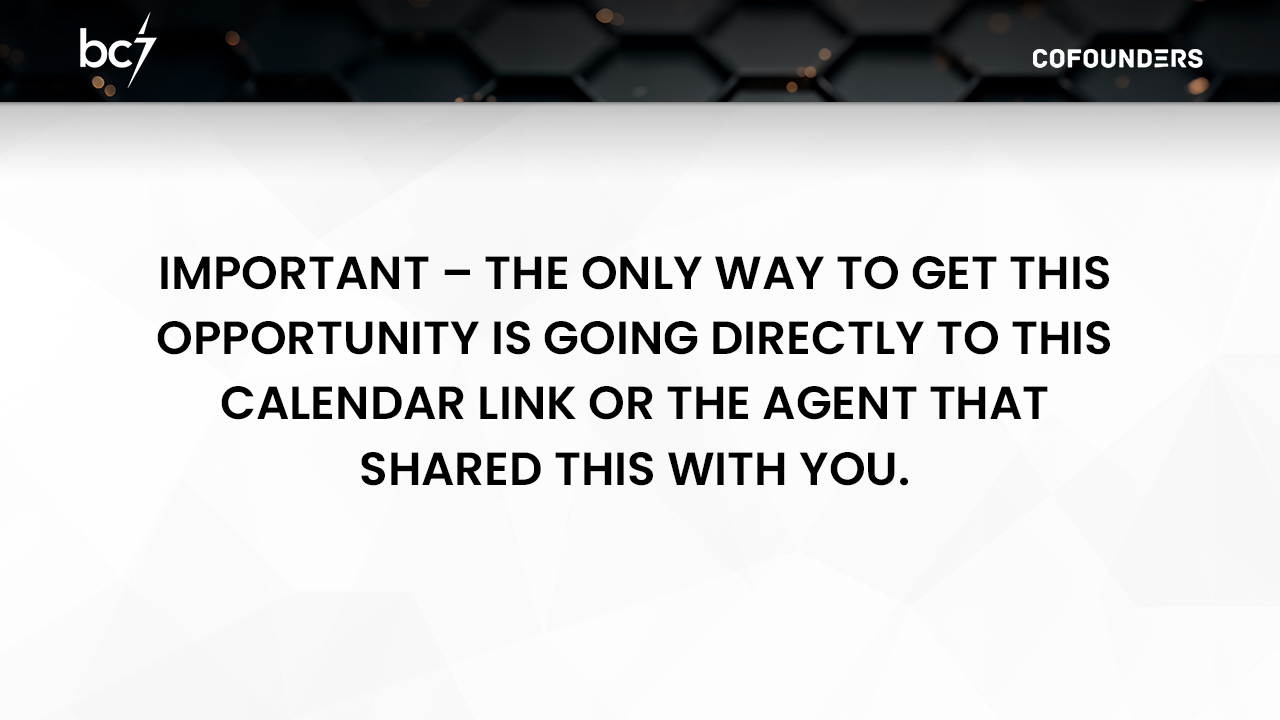 bc7
COFOUNDERS
IMPORTANT – THE ONLY WAY TO GET THIS
OPPORTUNITY IS GOING DIRECTLY TO THIS
CALENDAR LINK OR THE AGENT THAT
SHARED THIS WITH YOU.